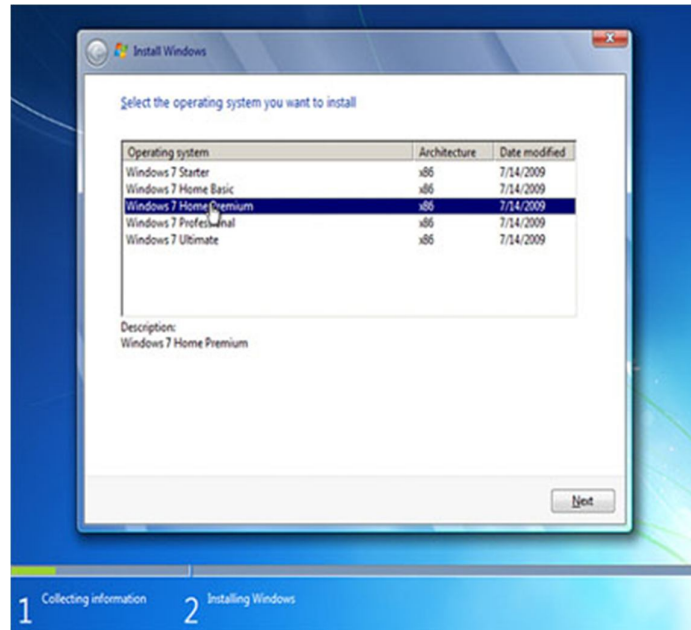 Install Windows
Select the operating system you want to install
Operating system Architecture Date modified
Windows 7 Starter x86 7/14/2009
Windows 7 Home Basic x86 7/14/2009
Windows 7 Home Premium x86 7/14/2009
Windows 7 Professional x86 7/14/2009
Windows 7 Ultimate x86 7/14/2009
Description:
Windows 7 Home Premium
Next
1 Collecting information 2 Installing Windows